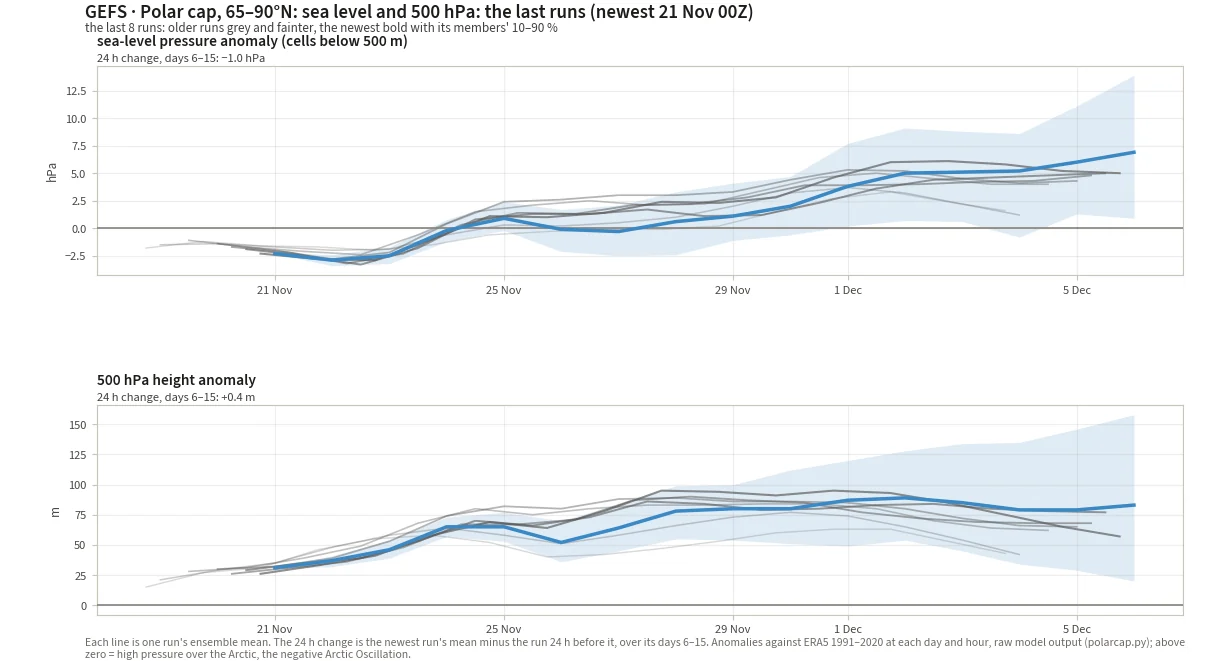 GEFS · Polar cap, 65–90°N: sea level and 500 hPa: the last runs (newest 21 Nov 00Z)
the last 8 runs: older runs grey and fainter, the newest bold with its members' 10–90 %
sea-level pressure anomaly (cells below 500 m)
24 h change, days 6–15: −1.0 hPa
12.5
10.0
7.5
5.0
2.5
0.0
−2.5
hPa
21 Nov
25 Nov
29 Nov
1 Dec
5 Dec
500 hPa height anomaly
24 h change, days 6–15: +0.4 m
150
125
100
75
50
25
0
m
21 Nov
25 Nov
29 Nov
1 Dec
5 Dec
Each line is one run's ensemble mean. The 24 h change is the newest run's mean minus the run 24 h before it, over its days 6–15. Anomalies against ERA5 1991–2020 at each day and hour, raw model output (polarcap.py); above
zero = high pressure over the Arctic, the negative Arctic Oscillation.